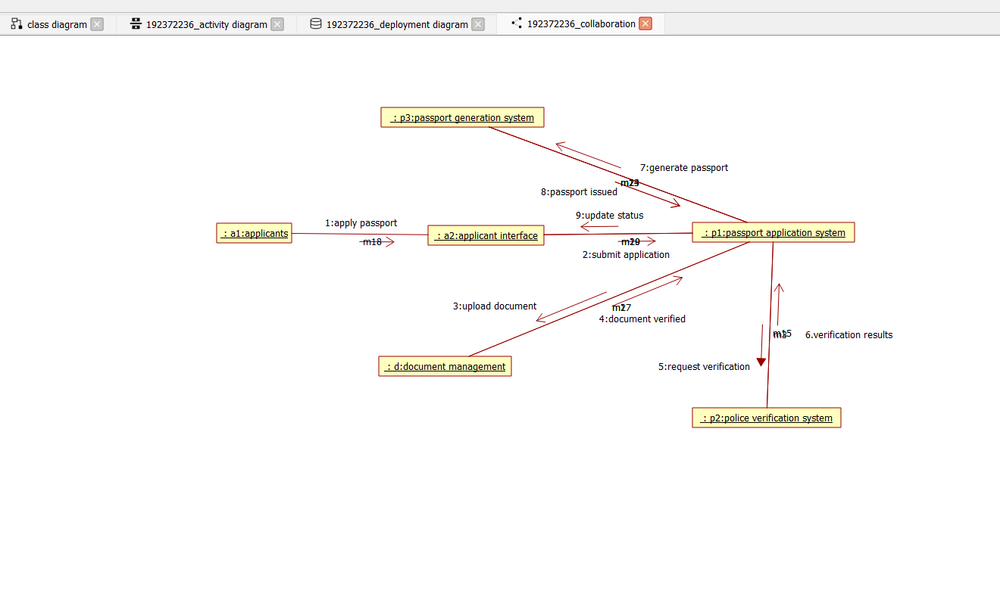 class diagram
192372236_activity diagram
192372236_deployment diagram
192372236_collaboration
: p3:passport generation system
7:generate passport
8:passport issued
9:update status
1:apply passport
: a1:applicants
m18
: a2:applicant interface
: p1:passport application system
2:submit application
3:upload document
4:document verified
6.verification results
5:request verification
: d:document management
: p2:police verification system